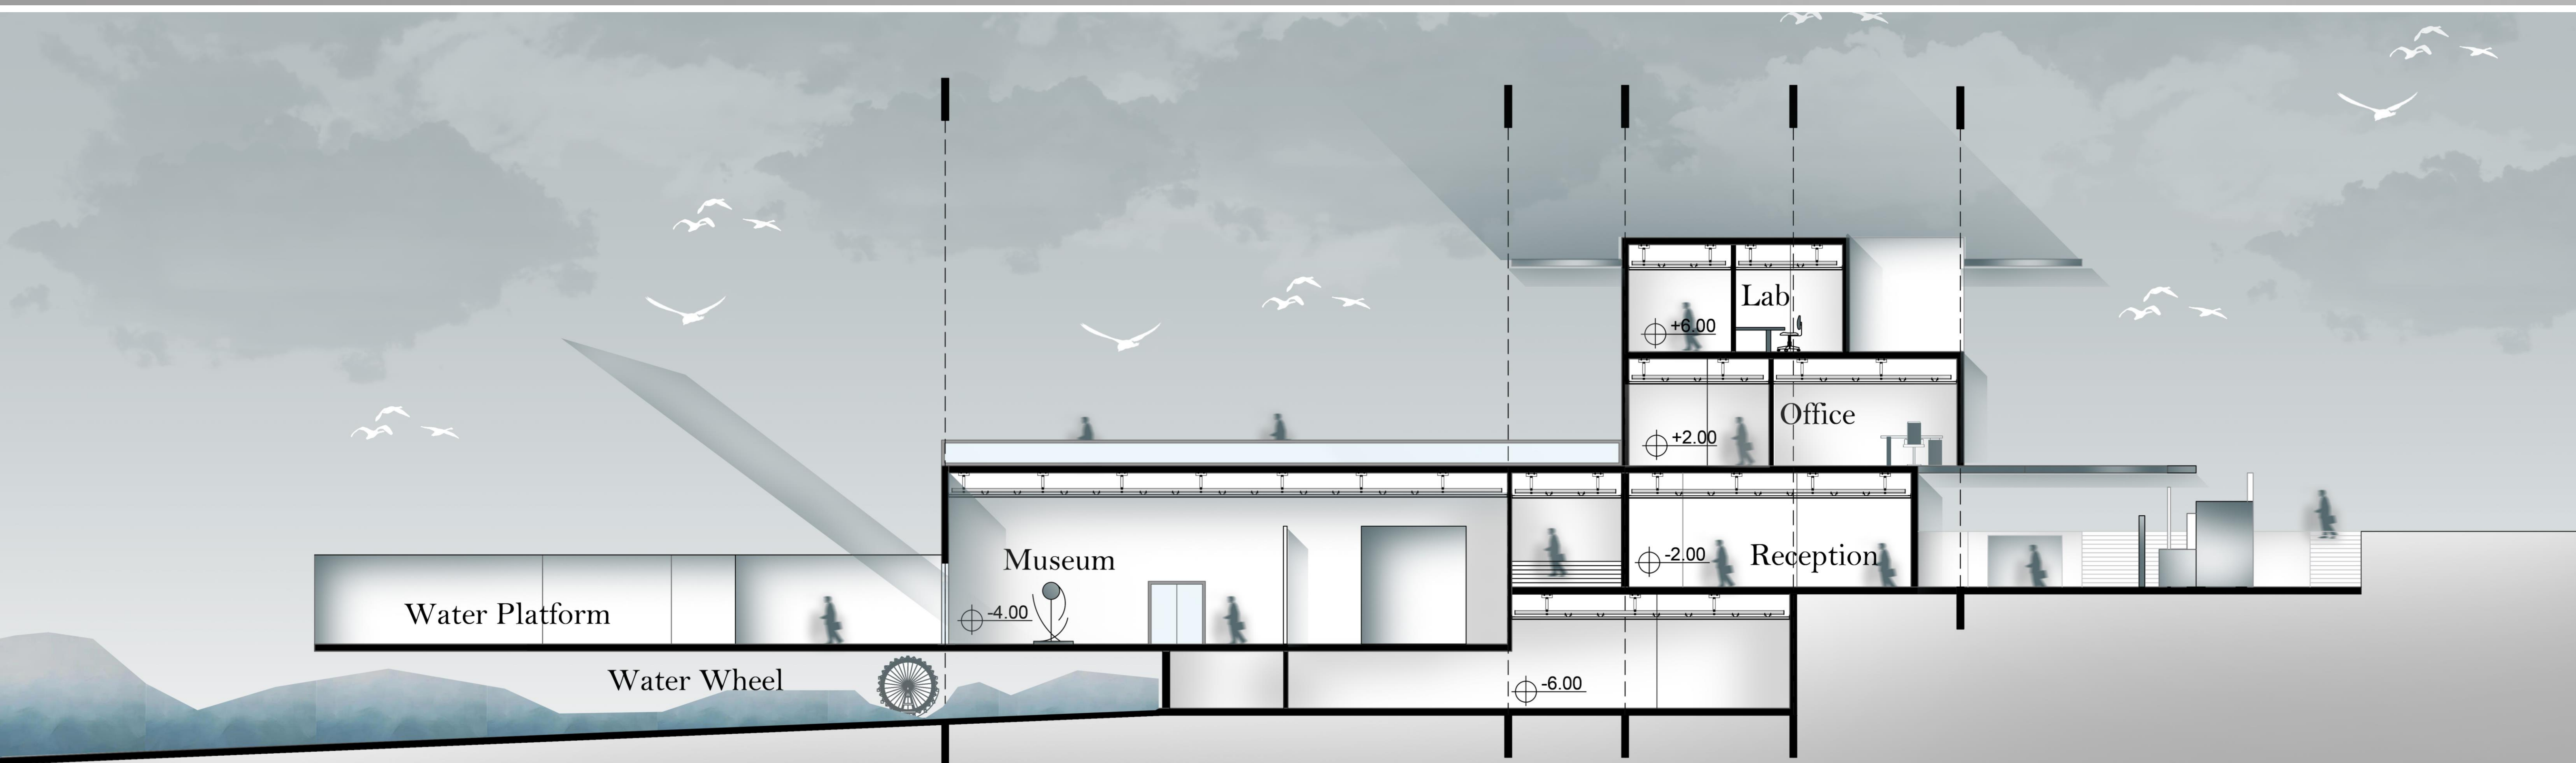 Lab
+6.00
Office
+2.00
Museum
Reception
-2.00
Water Platform
-4.00
Water Wheel
-6.00